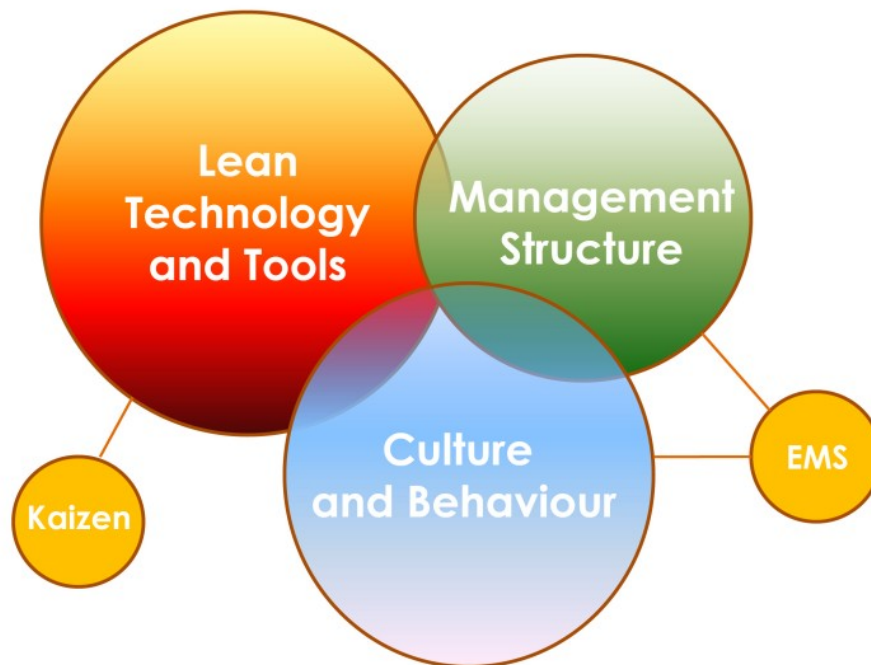 Lean
Technology
and Tools
Management
Structure
Culture
and Behaviour
EMS
Kaizen